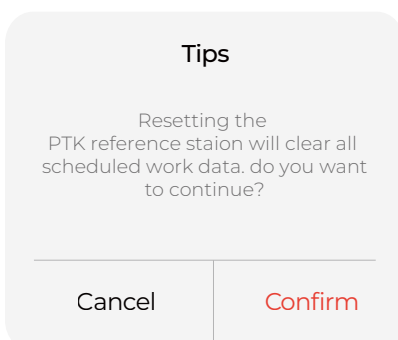 Tips
Resetting the
PTK reference staion will clear all
scheduled work data. do you want
to continue?
Cancel
Confirm